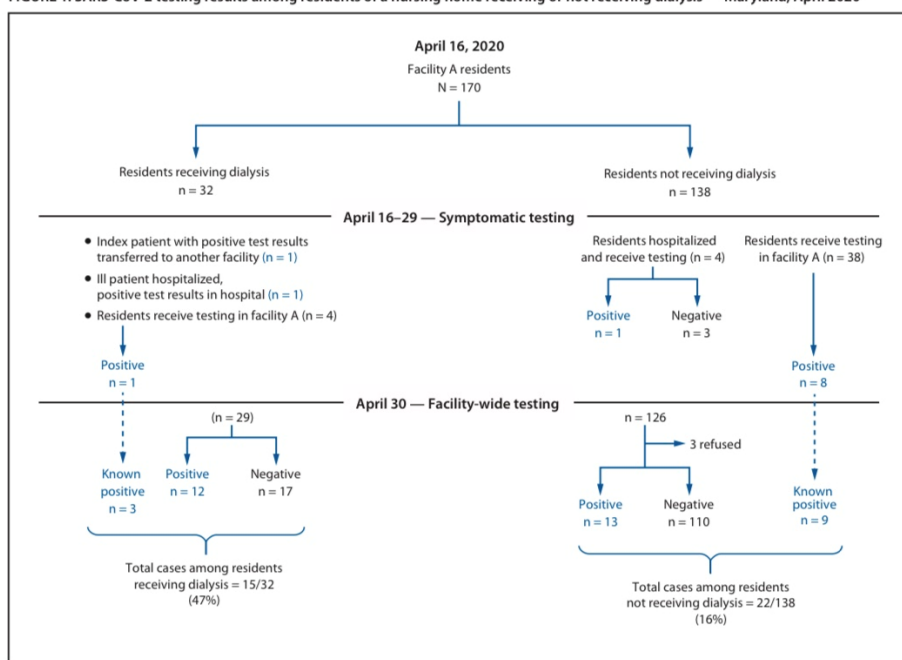 April 16, 2020
Facility A residents
N = 170
Residents receiving dialysis
n = 32
Residents not receiving dialysis
n = 138
April 16–29 — Symptomatic testing
• Index patient with positive test results
transferred to another facility (n = 1)
• Ill patient hospitalized,
positive test results in hospital (n = 1)
• Residents receive testing in facility A (n = 4)
Positive
n = 1
Residents hospitalized
and receive testing (n = 4)
Positive
n = 1
Negative
n = 3
Residents receive testing
in facility A (n = 38)
Positive
n = 8
April 30 — Facility-wide testing
(n = 29)
Known
positive
n = 3
Positive
n = 12
Negative
n = 17
Total cases among residents
receiving dialysis = 15/32
(47%)
n = 126
3 refused
Positive
n = 13
Negative
n = 110
Known
positive
n = 9
Total cases among residents
not receiving dialysis = 22/138
(16%)